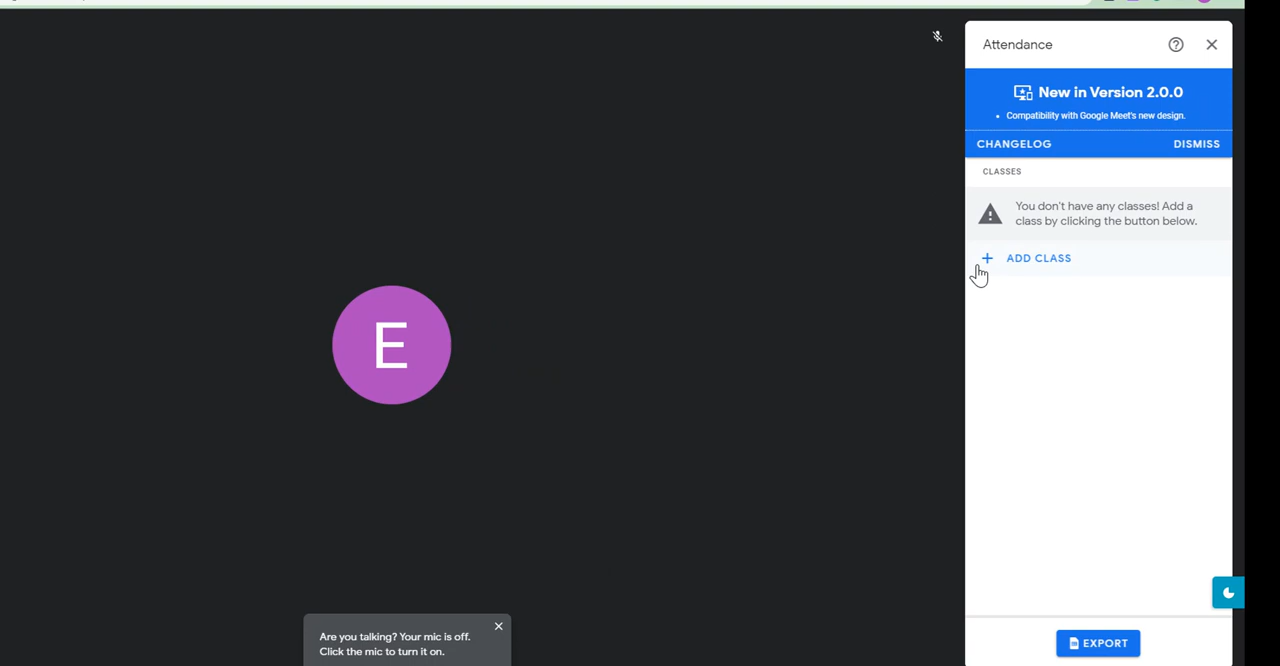 Attendance
New in Version 2.0.0
• Compatibility with Google Meet's new design.
CHANGELOG DISMISS
CLASSES
You don't have any classes! Add a
class by clicking the button below.
+ ADD CLASS
E
Are you talking? Your mic is off.
Click the mic to turn it on.
EXPORT